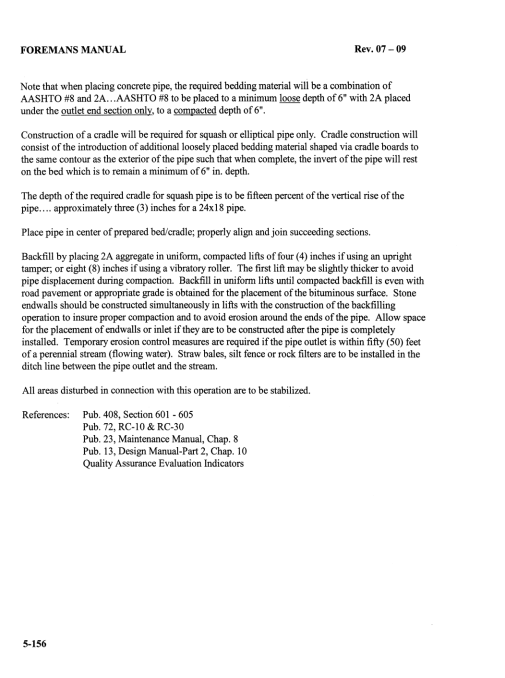 FOREMANS MANUAL Rev. 07 – 09
Note that when placing concrete pipe, the required bedding material will be a combination of
AASHTO #8 and 2A…AASHTO #8 to be placed to a minimum loose depth of 6" with 2A placed
under the outlet end section only, to a compacted depth of 6".
Construction of a cradle will be required for squash or elliptical pipe only. Cradle construction will
consist of the introduction of additional loosely placed bedding material shaped via cradle boards to
the same contour as the exterior of the pipe such that when complete, the invert of the pipe will rest
on the bed which is to remain a minimum of 6" in. depth.
The depth of the required cradle for squash pipe is to be fifteen percent of the vertical rise of the
pipe…. approximately three (3) inches for a 24x18 pipe.
Place pipe in center of prepared bed/cradle; properly align and join succeeding sections.
Backfill by placing 2A aggregate in uniform, compacted lifts of four (4) inches if using an upright
tamper; or eight (8) inches if using a vibratory roller. The first lift may be slightly thicker to avoid
pipe displacement during compaction. Backfill in uniform lifts until compacted backfill is even with
road pavement or appropriate grade is obtained for the placement of the bituminous surface. Stone
endwalls should be constructed simultaneously in lifts with the construction of the backfilling
operation to insure proper compaction and to avoid erosion around the ends of the pipe. Allow space
for the placement of endwalls or inlet if they are to be constructed after the pipe is completely
installed. Temporary erosion control measures are required if the pipe outlet is within fifty (50) feet
of a perennial stream (flowing water). Straw bales, silt fence or rock filters are to be installed in the
ditch line between the pipe outlet and the stream.
All areas disturbed in connection with this operation are to be stabilized.
References: Pub. 408, Section 601 - 605
Pub. 72, RC-10 & RC-30
Pub. 23, Maintenance Manual, Chap. 8
Pub. 13, Design Manual-Part 2, Chap. 10
Quality Assurance Evaluation Indicators
5-156